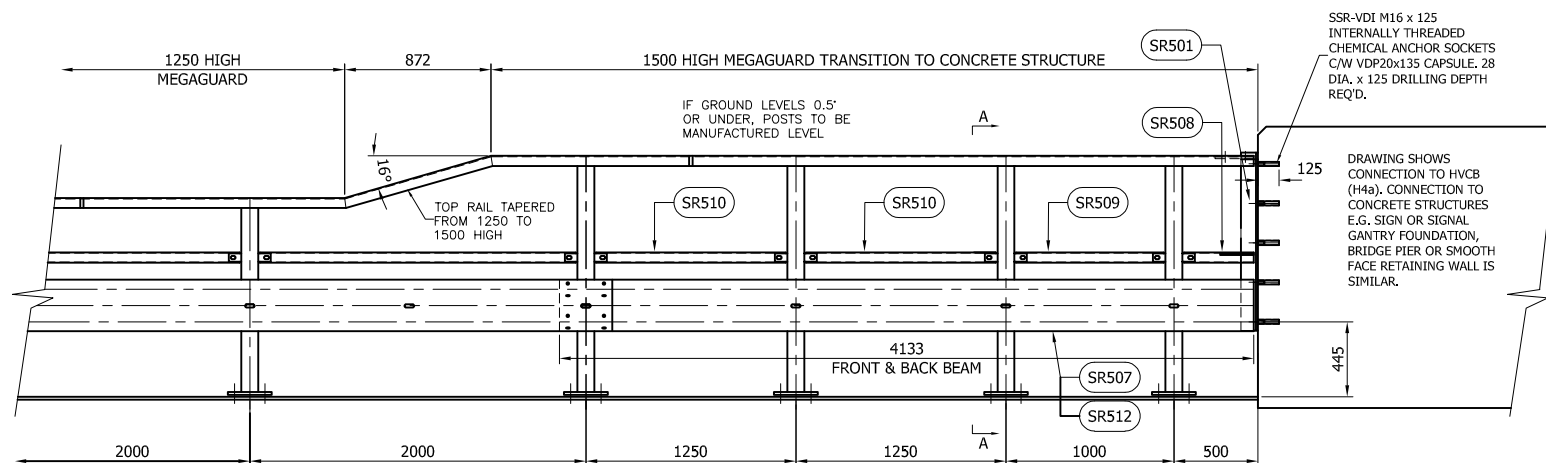 SSR-VDI M16 x 125
INTERNALLY THREADED
CHEMICAL ANCHOR SOCKETS
C/W VDP20x135 CAPSULE. 28
DIA. x 125 DRILLING DEPTH
REQ'D.
SR501
1250 HIGH
MEGAGUARD
872
1500 HIGH MEGAGUARD TRANSITION TO CONCRETE STRUCTURE
IF GROUND LEVELS 0.5°
OR UNDER, POSTS TO BE
MANUFACTURED LEVEL
A
SR508
125
DRAWING SHOWS
CONNECTION TO HVCB
(H4a). CONNECTION TO
CONCRETE STRUCTURES
E.G. SIGN OR SIGNAL
GANTRY FOUNDATION,
BRIDGE PIER OR SMOOTH
FACE RETAINING WALL IS
SIMILAR.
16°
TOP RAIL TAPERED
FROM 1250 TO
1500 HIGH
SR510
SR510
SR509
4133
FRONT & BACK BEAM
445
SR507
SR512
A
2000
2000
1250
1250
1000
500